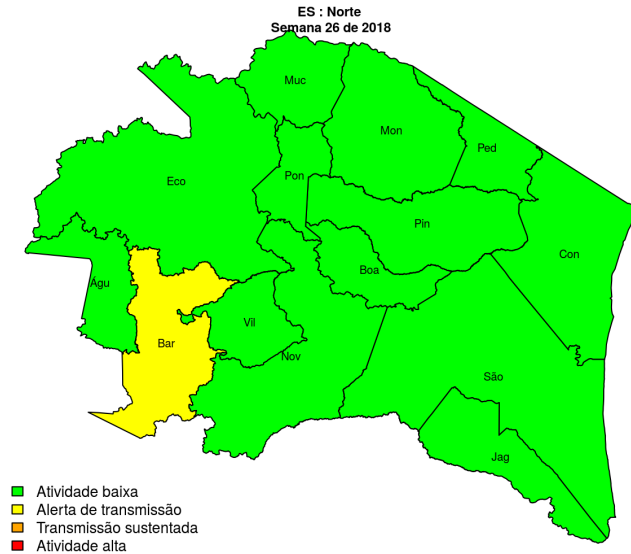 ES : Norte
Semana 26 de 2018
Muc
Mon
Ped
Eco
Pon
Pin
Con
Boa
Águ
Vil
Bar
Nov
São
Jag
Atividade baixa
Alerta de transmissão
Transmissão sustentada
Atividade alta